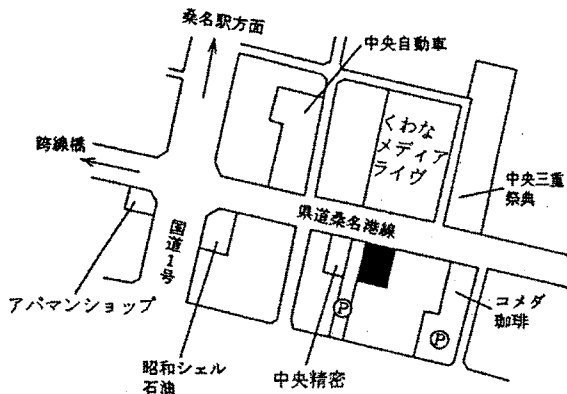 桑名駅方面
中央自動車
跨線橋
くわな
メディア
ライヴ
中央三重
祭典
県道桑名港線
国道1号
アパマンショップ
コメダ
珈琲
P
P
昭和シェル
石油
中央精密